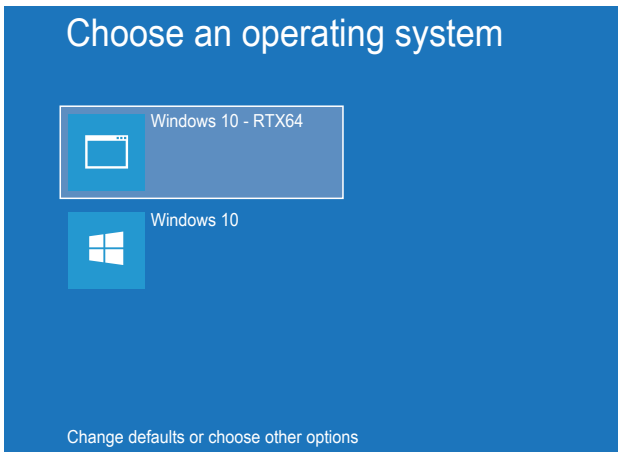 Choose an operating system
Windows 10 - RTX64
Windows 10
Change defaults or choose other options